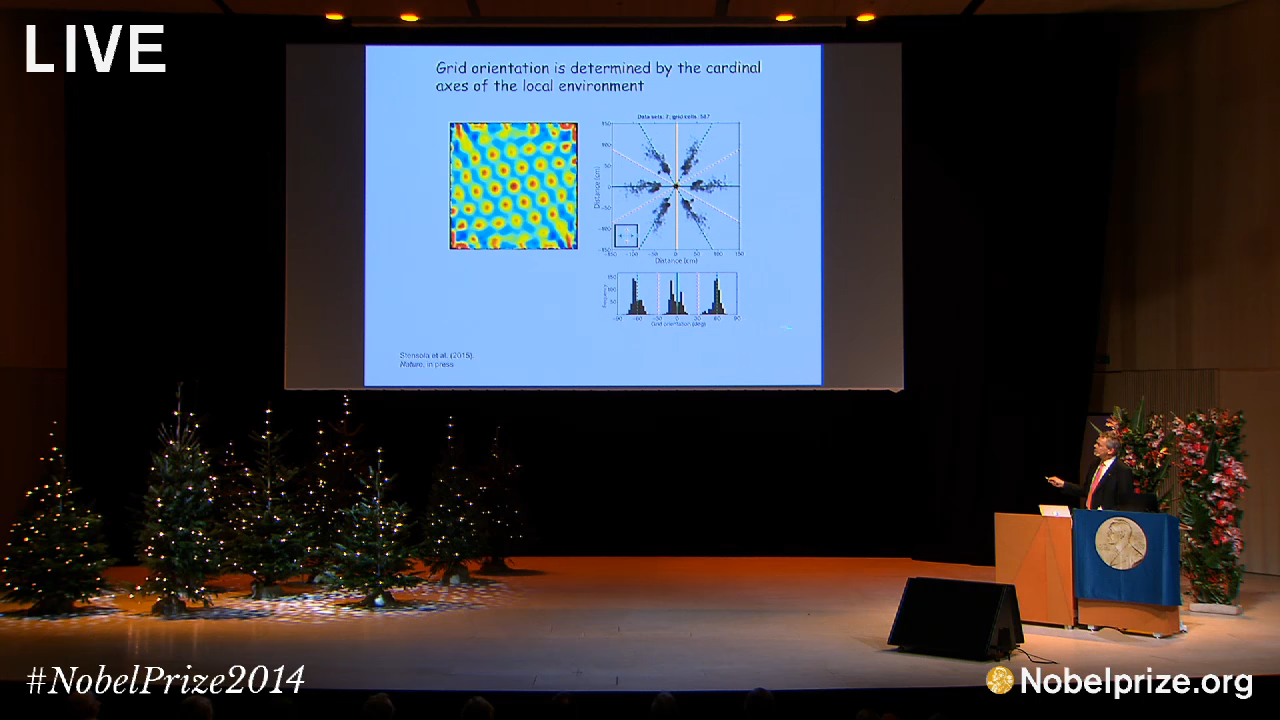 LIVE
Grid orientation is determined by the cardinal
axes of the local environment
Distance (cm)
Distance (cm)
Frequency
Grid orientation (deg)
Stensola et al. (2015).
Nature, in press
#NobelPrize2014
Nobelprize.org